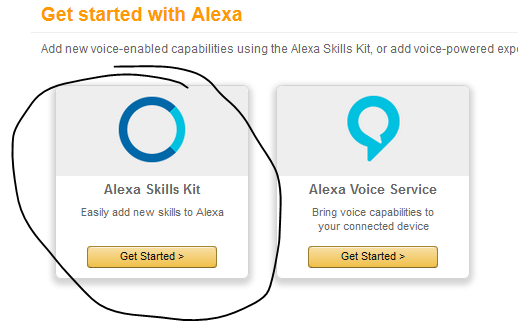 Get started with Alexa
Add new voice-enabled capabilities using the Alexa Skills Kit, or add voice-powered expe
Alexa Skills Kit
Easily add new skills to Alexa
Get Started >
Alexa Voice Service
Bring voice capabilities to
your connected device
Get Started >